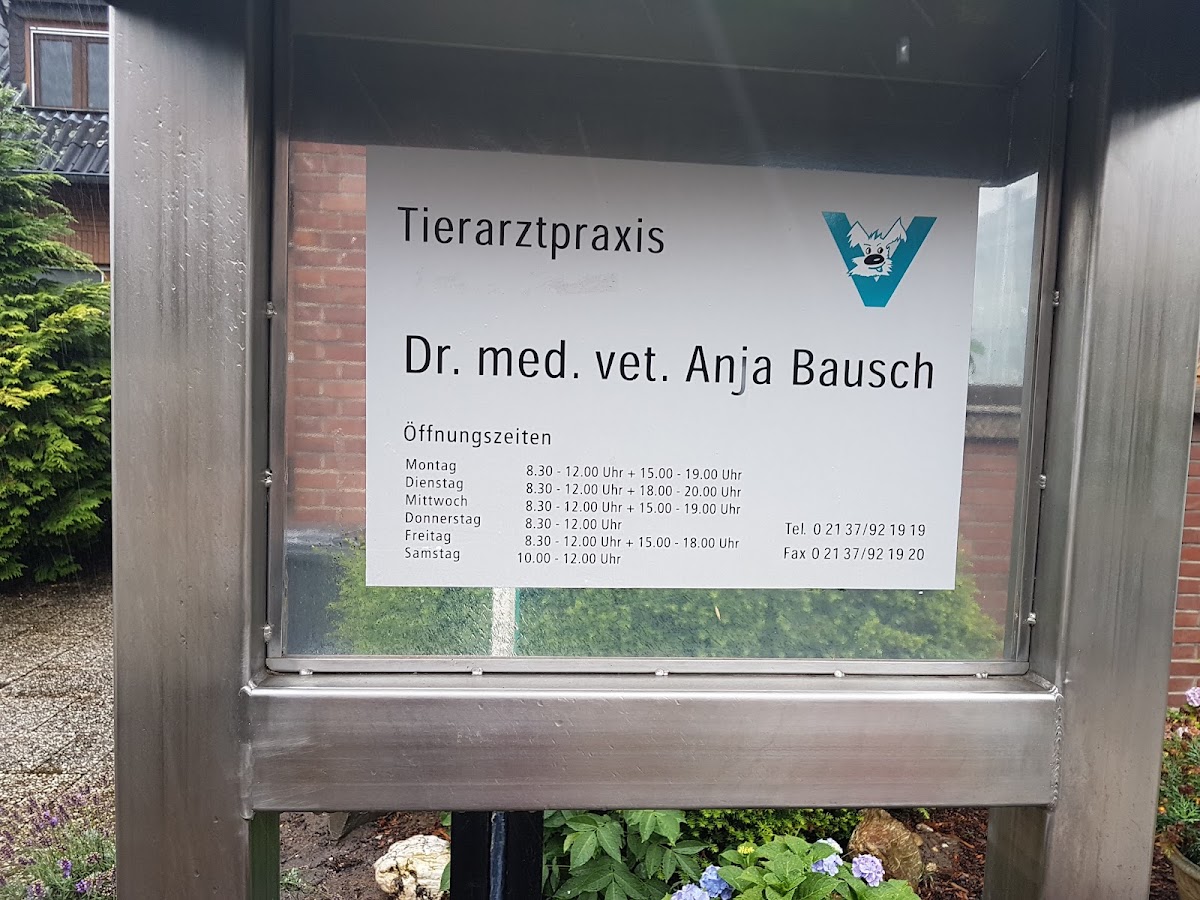 Tierarztpraxis
Dr. med. vet. Anja Bausch
Öffnungszeiten
Montag 8.30 - 12.00 Uhr + 15.00 - 19.00 Uhr
Dienstag 8.30 - 12.00 Uhr + 18.00 - 20.00 Uhr
Mittwoch 8.30 - 12.00 Uhr + 15.00 - 19.00 Uhr
Donnerstag 8.30 - 12.00 Uhr
Freitag 8.30 - 12.00 Uhr + 15.00 - 18.00 Uhr
Samstag 10.00 - 12.00 Uhr
Tel. 0 21 37/92 19 19
Fax 0 21 37/92 19 20